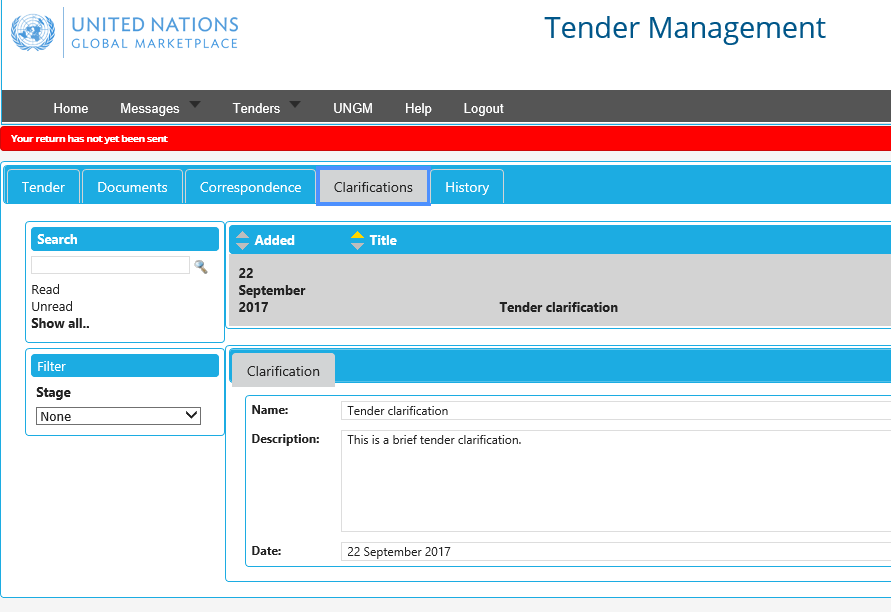 UNITED NATIONS
GLOBAL MARKETPLACE
Tender Management
Home Messages Tenders UNGM Help Logout
Your return has not yet been sent
Tender Documents Correspondence Clarifications History
Search
Read
Unread
Show all..
Filter
Stage
None
Added Title
22
September
2017 Tender clarification
Clarification
Name: Tender clarification
Description: This is a brief tender clarification.
Date: 22 September 2017